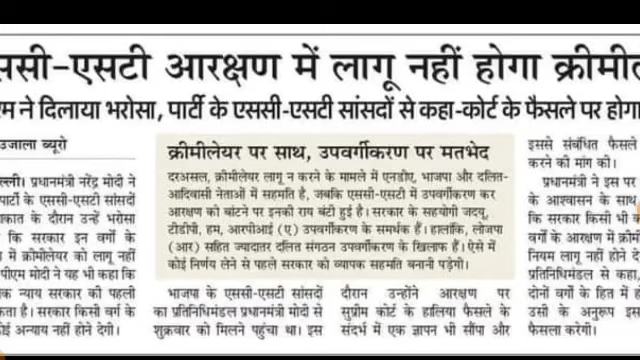 एससी-एसटी आरक्षण में लागू नहीं होगा
ने दिलाया भरोसा, पार्टी के एससी-एसटी सांसदों से कहा-कोर्ट के फैसले पर होगा
उजाला ब्यूरो
प्रधानमंत्री नरेंद्र मोदी ने
पार्टी के एससी-एसटी सांसदों
के दौरान उन्हें भरोसा
कि सरकार इन वर्गों के
में क्रीमीलेयर को लागू नहीं
पीएम मोदी ने यह भी कहा कि
न्याय सरकार की पहली
है। सरकार किसी वर्ग के
अन्याय नहीं होने देगी।
क्रीमीलेयर पर साथ, उपवर्गीकरण पर मतभेद
दरअसल, क्रीमीलेयर लागू न करने के मामले में एनडीए, भाजपा और दलित-
आदिवासी नेताओं में सहमति है, जबकि एससी-एसटी में उपवर्गीकरण कर
आरक्षण को बांटने पर इनकी राय बंटी हुई है। सरकार के सहयोगी जदयू,
टीडीपी, हम, आरपीआई (ए) उपवर्गीकरण के समर्थक हैं। हालांकि, लोजपा
(आर) सहित ज्यादातर दलित संगठन उपवर्गीकरण के खिलाफ हैं। ऐसे में
कोई निर्णय लेने से पहले सरकार को व्यापक सहमति बनानी पड़ेगी।
भाजपा के एससी-एसटी सांसदों
का प्रतिनिधिमंडल प्रधानमंत्री मोदी से
शुक्रवार को मिलने पहुंचा था। इस
दौरान उन्होंने आरक्षण पर
सुप्रीम कोर्ट के हालिया फैसले के
संदर्भ में एक ज्ञापन भी सौंपा और
इससे संबंधित फैसले
करने की मांग की।
प्रधानमंत्री ने इस पर
के आश्वासन के साथ
कि सरकार किसी भी
वर्गों के आरक्षण में
नियम लागू नहीं होने
प्रतिनिधिमंडल से कहा,
दोनों वर्गों के हित में
उसी के अनुरूप इस
फैसला करेगी।